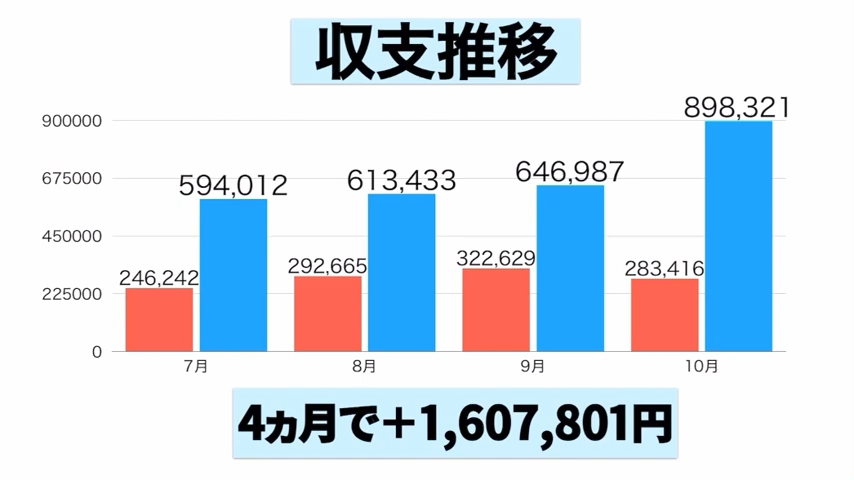 収支推移
900000
675000
450000
225000
0
246,242
594,012
292,665
613,433
322,629
646,987
283,416
898,321
7月
8月
9月
10月
4ヵ月で＋1,607,801円